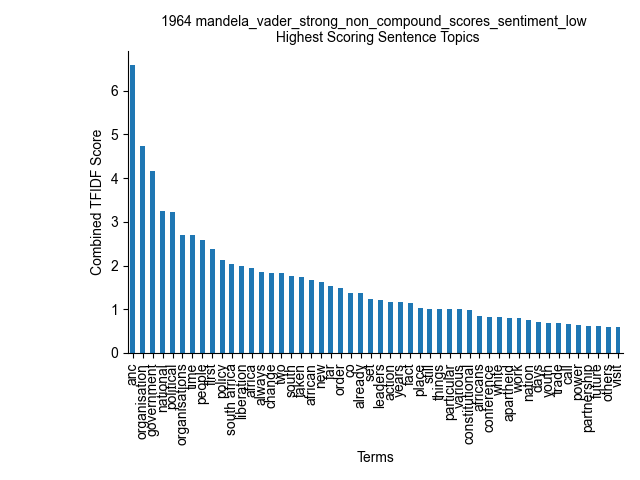 1964 mandela_vader_strong_non_compound_scores_sentiment_low
Highest Scoring Sentence Topics
Combined TFIDF Score
6
5
4
3
2
1
0
anc
organisation
government
national
political
organisations
time
people
first
policy
south africa
liberation
africa
always
change
two
south
taken
african
new
far
order
co
already
set
leaders
action
years
fact
place
still
things
particular
various
constitutional
africans
conference
white
apartheid
work
nation
days
youth
trade
call
power
partnership
future
others
visit
Terms